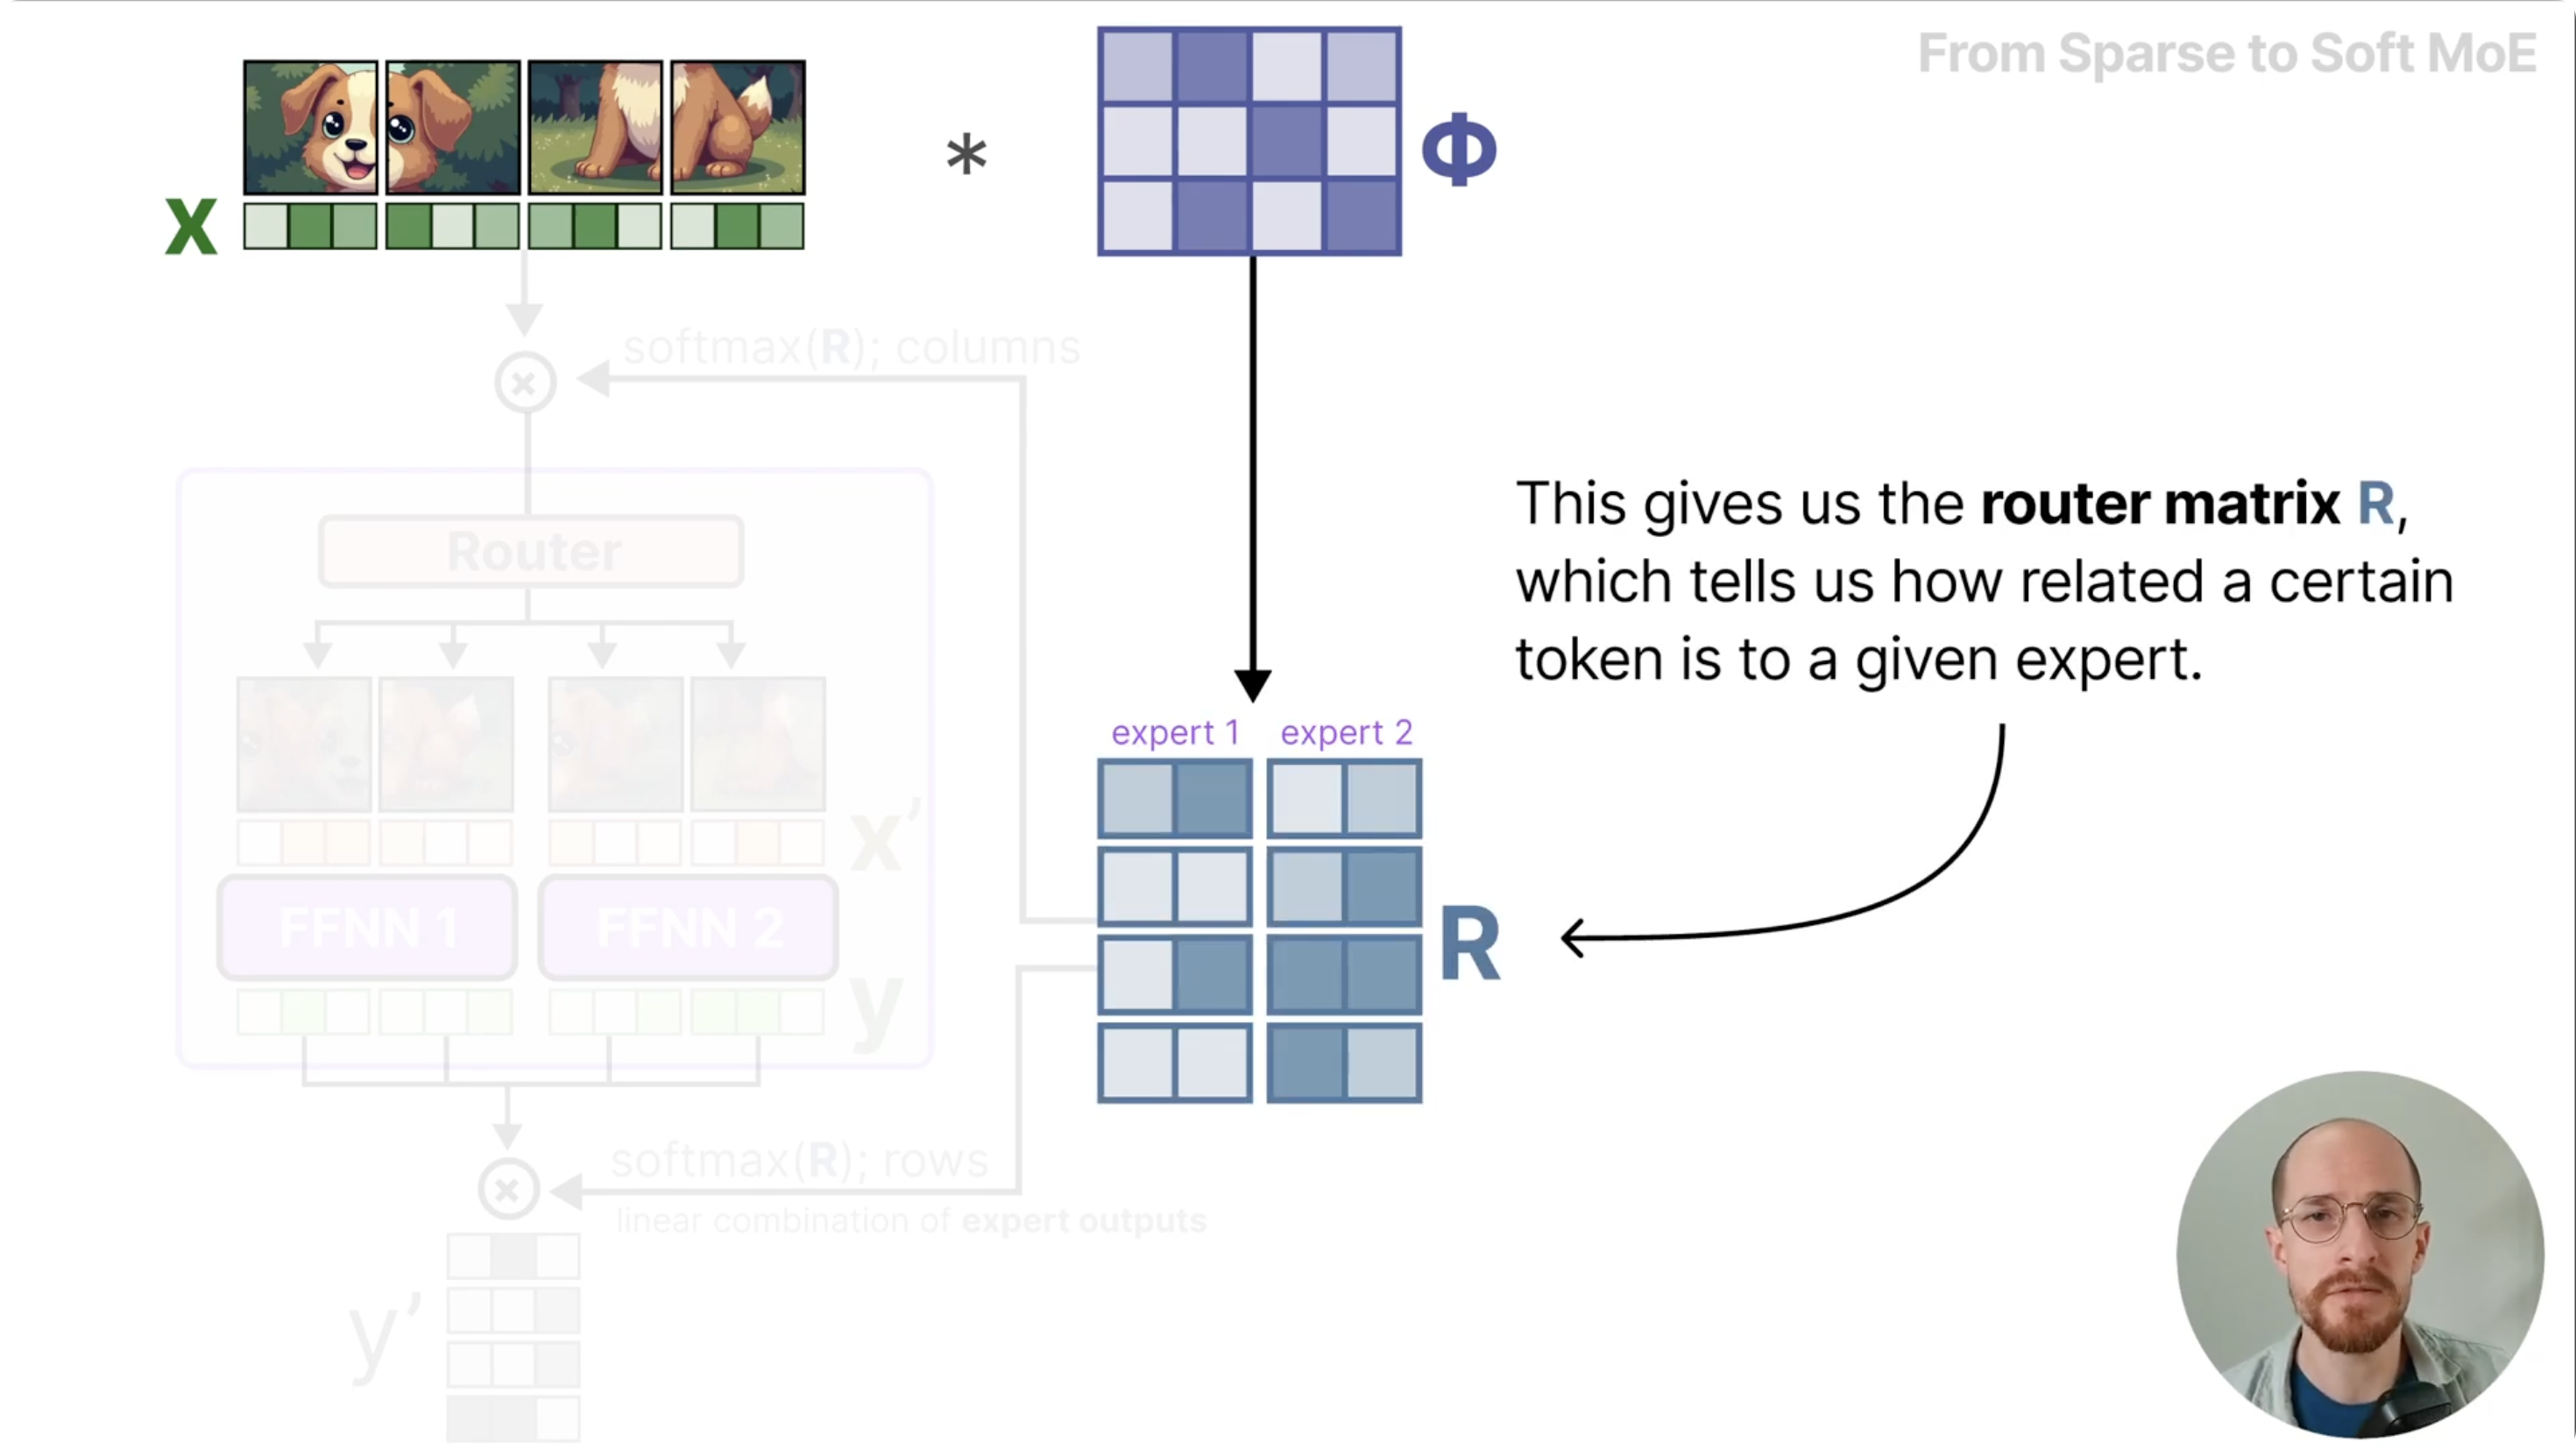 From Sparse to Soft MoE
*
Φ
X
softmax(R); columns
Router
This gives us the router matrix R,
which tells us how related a certain
token is to a given expert.
expert 1 expert 2
x’
FFNN 1 FFNN 2
R
y
softmax(R); rows
linear combination of expert outputs
y’